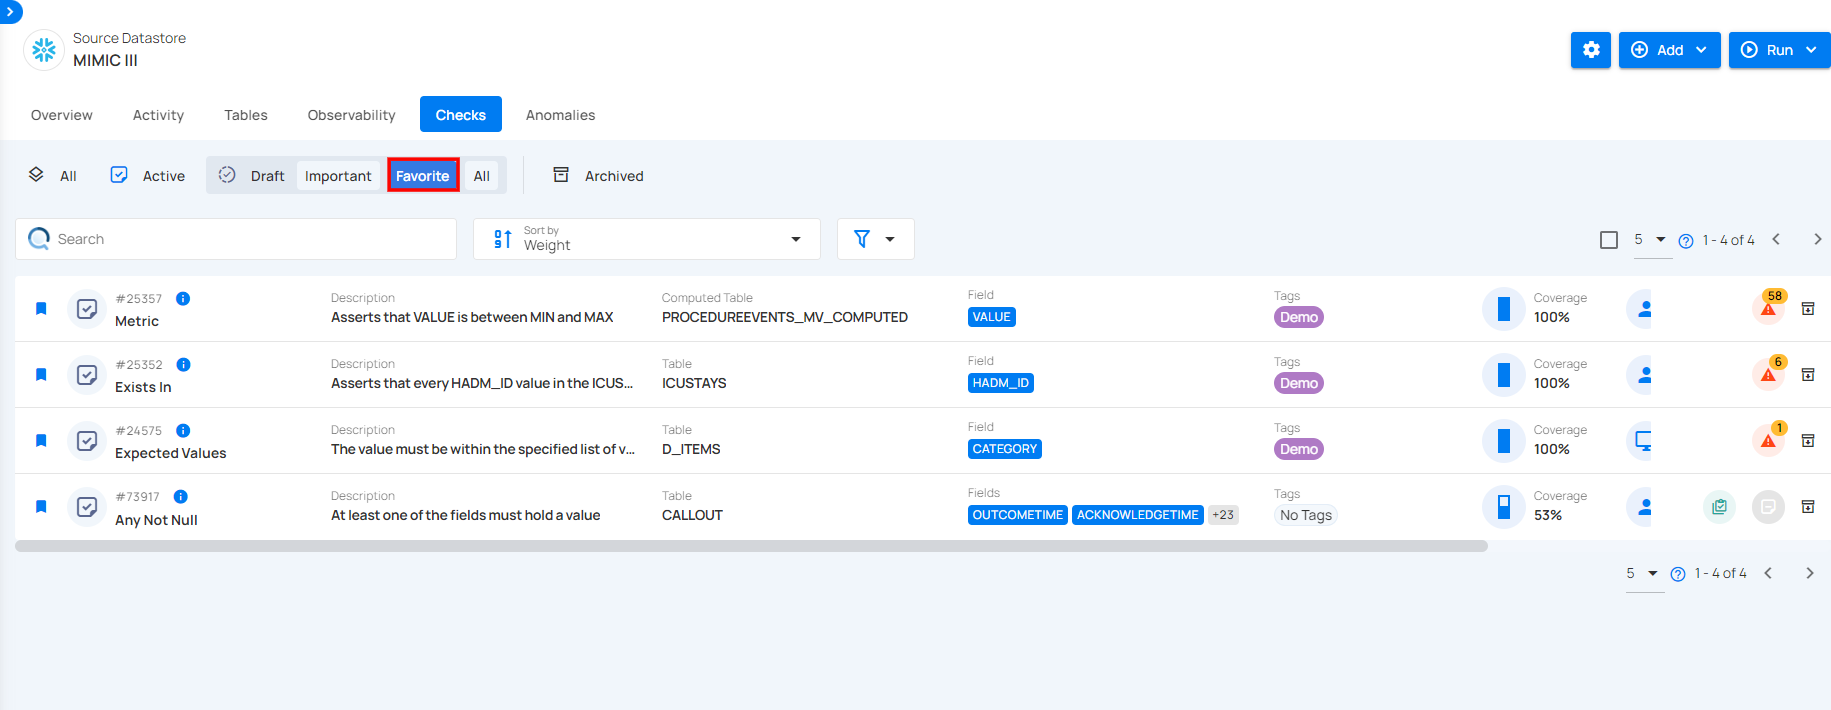 Source Datastore
MIMIC III
Add
Run
Overview
Activity
Tables
Observability
Checks
Anomalies
All
Active
Draft
Important
Favorite
All
Archived
Search
Sort by
Weight
5
1 - 4 of 4
#25357
Metric
Description
Asserts that VALUE is between MIN and MAX
Computed Table
PROCEDUREEVENTS_MV_COMPUTED
Field
VALUE
Tags
Demo
Coverage
100%
58
#25352
Exists In
Description
Asserts that every HADM_ID value in the ICUS...
Table
ICUSTAYS
Field
HADM_ID
Tags
Demo
Coverage
100%
6
#24575
Expected Values
Description
The value must be within the specified list of v...
Table
D_ITEMS
Field
CATEGORY
Tags
Demo
Coverage
100%
1
#73917
Any Not Null
Description
At least one of the fields must hold a value
Table
CALLOUT
Fields
OUTCOMETIME ACKNOWLEDGETIME +23
Tags
No Tags
Coverage
53%
5
1 - 4 of 4